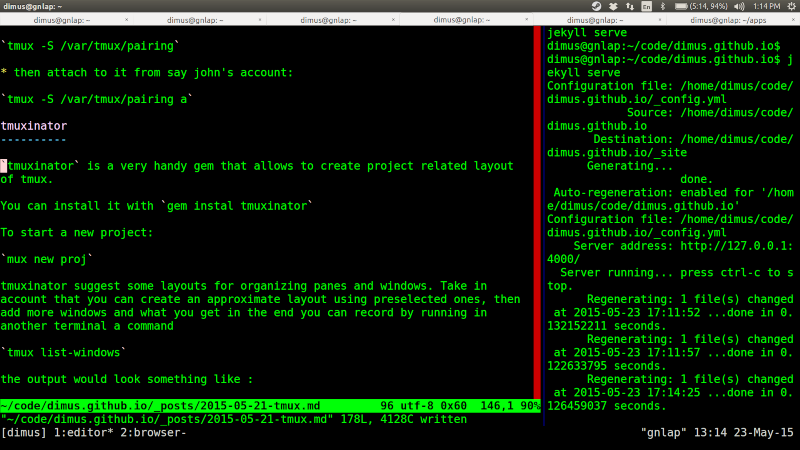 dimus@gnlap: ~
En (5:14, 94%) 1:14 PM
dimus@gnlap: ~ × dimus@gnlap: ~ × dimus@gnlap: ~ × dimus@gnlap: ~ × dimus@gnlap: ~ × dimus@gnlap: ~/apps ×
`tmux -S /var/tmux/pairing`
* then attach to it from say john's account:
`tmux -S /var/tmux/pairing a`
tmuxinator
----------
`tmuxinator` is a very handy gem that allows to create project related layout
of tmux.
You can install it with `gem instal tmuxinator`
To start a new project:
`mux new proj`
tmuxinator suggest some layouts for organizing panes and windows. Take in
account that you can create an approximate layout using preselected ones, then
add more windows and what you get in the end you can record by running in
another terminal a command
`tmux list-windows`
the output would look something like :
~/code/dimus.github.io/_posts/2015-05-21-tmux.md 96 utf-8 0x60 146,1 90%
"~/code/dimus.github.io/_posts/2015-05-21-tmux.md" 178L, 4128C written
jekyll serve
dimus@gnlap:~/code/dimus.github.io$
dimus@gnlap:~/code/dimus.github.io$ j
ekyll serve
Configuration file: /home/dimus/code/
dimus.github.io/_config.yml
Source: /home/dimus/code/
dimus.github.io
Destination: /home/dimus/code/
dimus.github.io/_site
Generating...
done.
Auto-regeneration: enabled for '/hom
e/dimus/code/dimus.github.io'
Configuration file: /home/dimus/code/
dimus.github.io/_config.yml
Server address: http://127.0.0.1:
4000/
Server running... press ctrl-c to s
top.
Regenerating: 1 file(s) changed
at 2015-05-23 17:11:52 ...done in 0.
132152211 seconds.
Regenerating: 1 file(s) changed
at 2015-05-23 17:11:57 ...done in 0.
122633795 seconds.
Regenerating: 1 file(s) changed
at 2015-05-23 17:14:25 ...done in 0.
126459037 seconds.
[dimus] 1:editor* 2:browser- "gnlap" 13:14 23-May-15